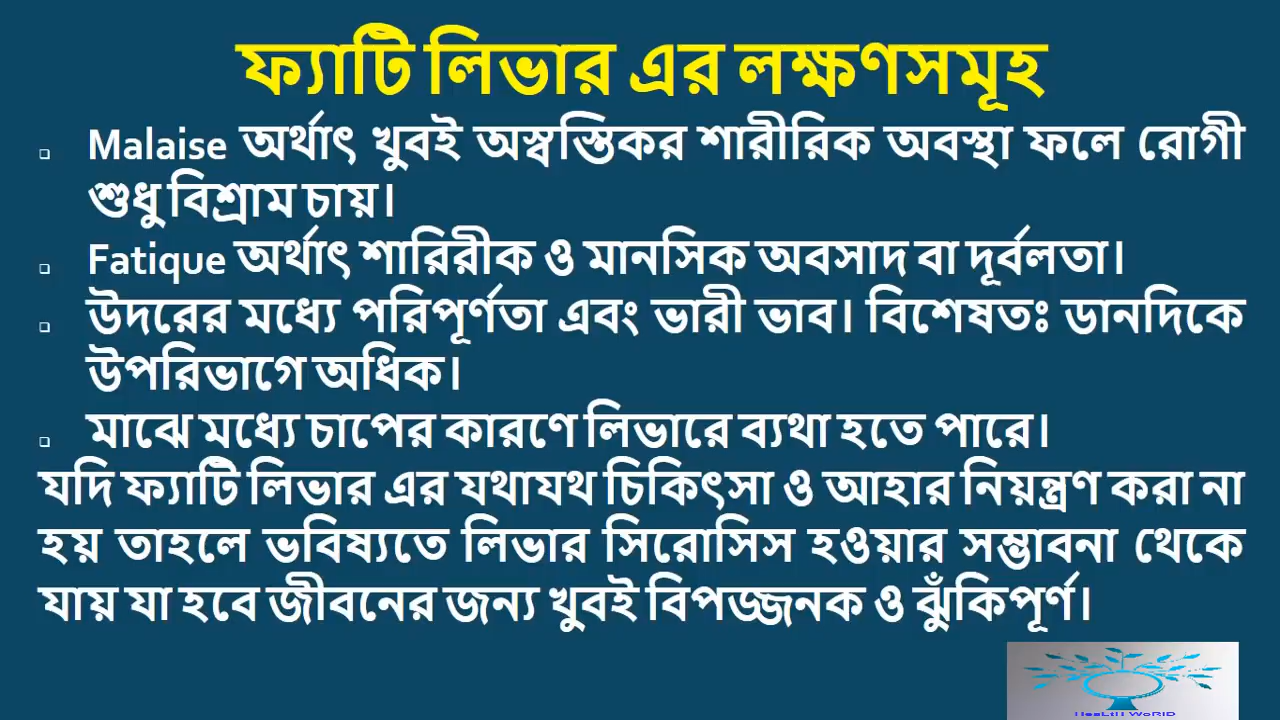 ফ্যাটি লিভার এর লক্ষণসমূহ
Malaise অর্থাৎ খুবই অস্বস্তিকর শারীরিক অবস্থা ফলে রোগী
শুধু বিশ্রাম চায়।
Fatique অর্থাৎ শারিরীক ও মানসিক অবসাদ বা দূর্বলতা।
উদরের মধ্যে পরিপূর্ণতা এবং ভারী ভাব। বিশেষতঃ ডানদিকে
উপরিভাগে অধিক।
মাঝে মধ্যে চাপের কারণে লিভারে ব্যথা হতে পারে।
যদি ফ্যাটি লিভার এর যথাযথ চিকিৎসা ও আহার নিয়ন্ত্রণ করা না
হয় তাহলে ভবিষ্যতে লিভার সিরোসিস হওয়ার সম্ভাবনা থেকে
যায় যা হবে জীবনের জন্য খুবই বিপজ্জনক ও ঝুঁকিপূর্ণ।
HeaLtH WoRlD